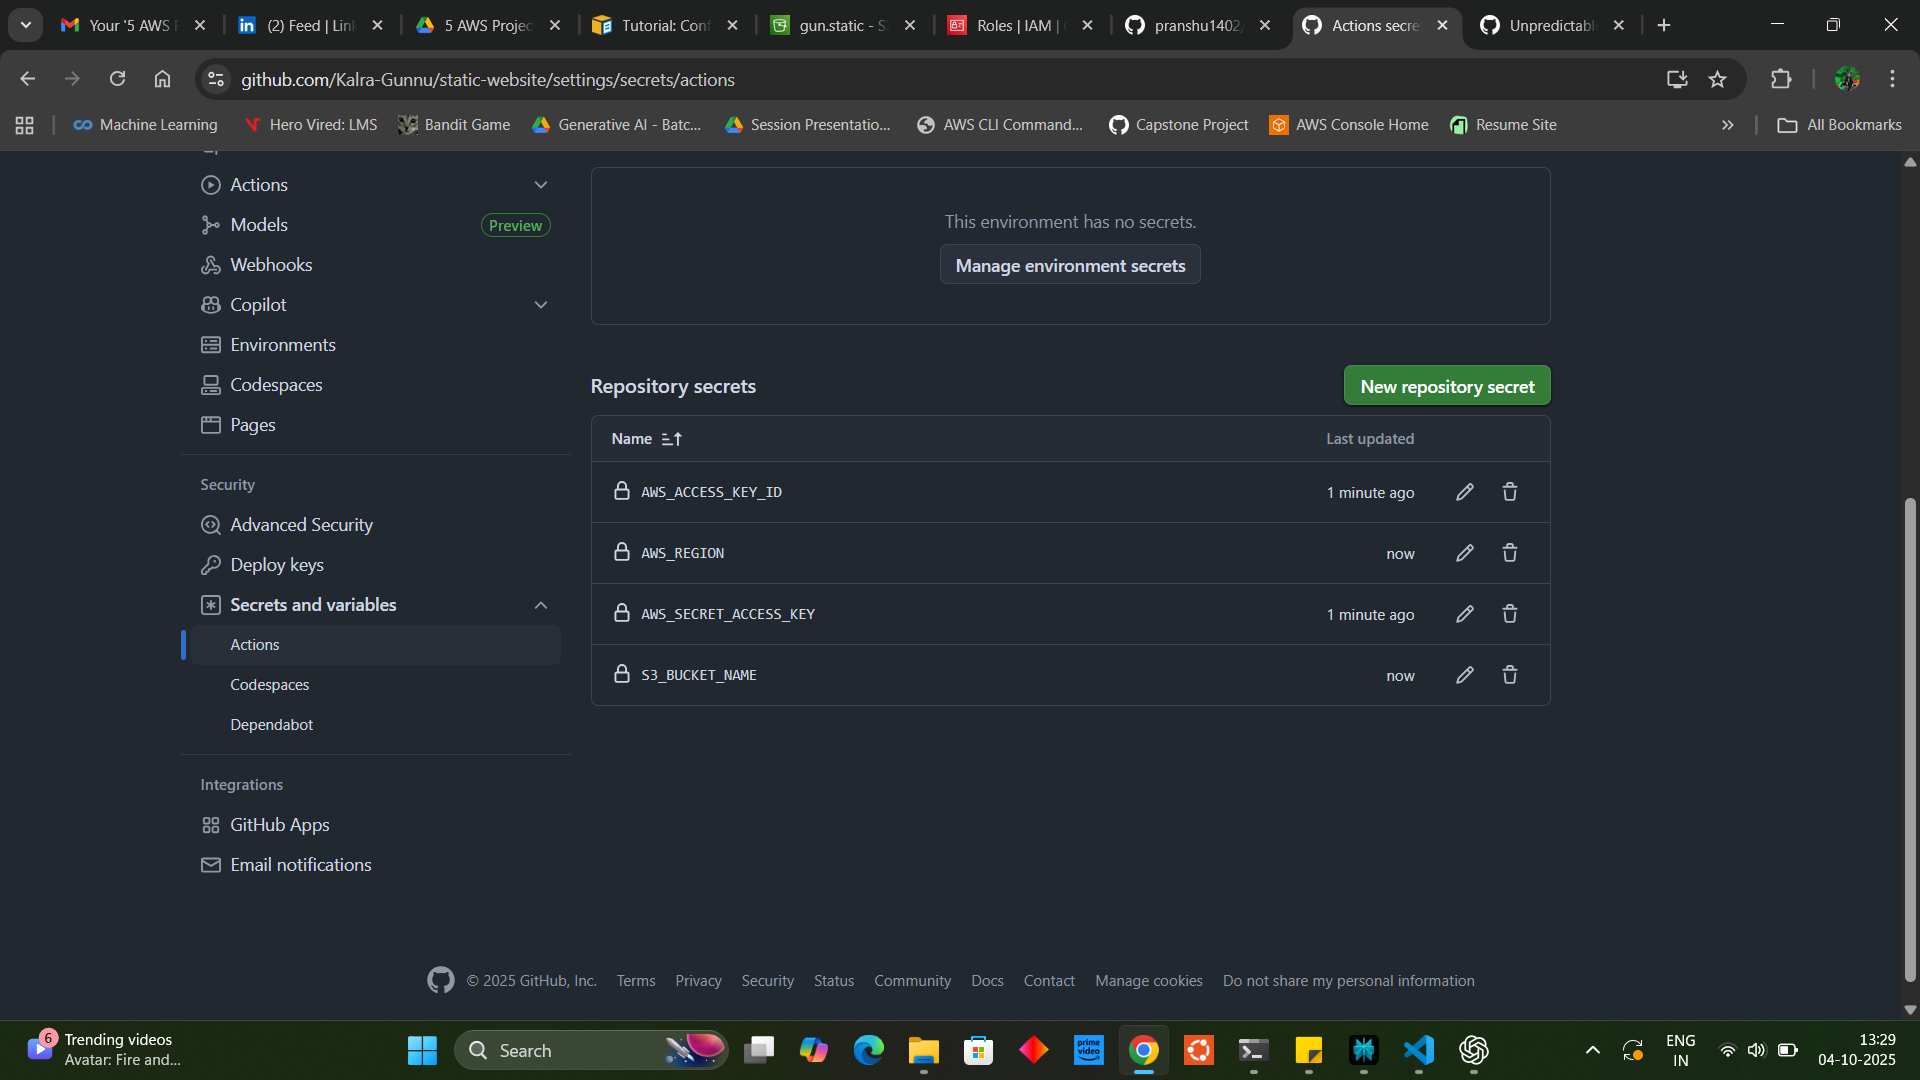 Your '5 AWS
(2) Feed | Lin
5 AWS Projec
Tutorial: Con
gun.static - S
Roles | IAM |
pranshu1402
Actions secre
Unpredictabl
github.com/Kalra-Gunnu/static-website/settings/secrets/actions
Machine Learning
Hero Vired: LMS
Bandit Game
Generative AI - Batc...
Session Presentatio...
AWS CLI Command...
Capstone Project
AWS Console Home
Resume Site
All Bookmarks
Actions
Models
Preview
Webhooks
Copilot
Environments
Codespaces
Pages
Security
Advanced Security
Deploy keys
Secrets and variables
Actions
Codespaces
Dependabot
Integrations
GitHub Apps
Email notifications
This environment has no secrets.
Manage environment secrets
Repository secrets
New repository secret
Name
Last updated
AWS_ACCESS_KEY_ID
1 minute ago
AWS_REGION
now
AWS_SECRET_ACCESS_KEY
1 minute ago
S3_BUCKET_NAME
now
© 2025 GitHub, Inc.
Terms
Privacy
Security
Status
Community
Docs
Contact
Manage cookies
Do not share my personal information
6
Trending videos
Avatar: Fire and...
Search
prime video
ENG
IN
13:29
04-10-2025